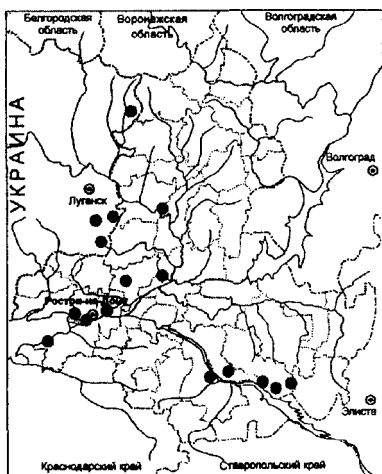 Белгородская область
Воронежская область
Волгоградская область
УКРАИНА
Волгоград
Луганск
Ростов-на-Дону
Элиста
Краснодарский край
Ставропольский край